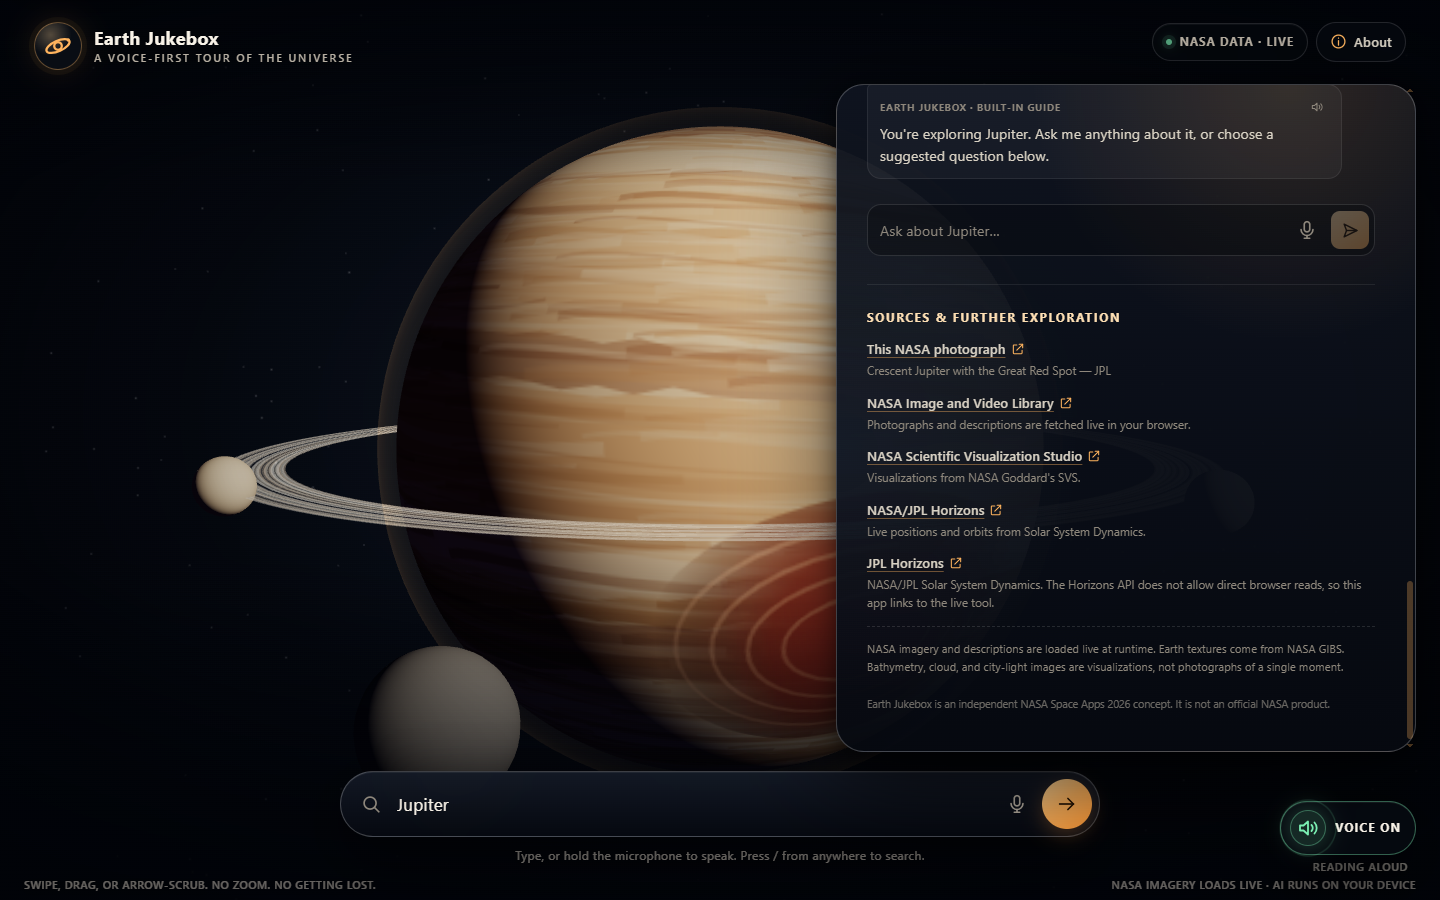 Earth Jukebox
A VOICE-FIRST TOUR OF THE UNIVERSE
NASA DATA · LIVE
About
EARTH JUKEBOX · BUILT-IN GUIDE
You're exploring Jupiter. Ask me anything about it, or choose a
suggested question below.
Ask about Jupiter...
SOURCES & FURTHER EXPLORATION
This NASA photograph
Crescent Jupiter with the Great Red Spot — JPL
NASA Image and Video Library
Photographs and descriptions are fetched live in your browser.
NASA Scientific Visualization Studio
Visualizations from NASA Goddard's SVS.
NASA/JPL Horizons
Live positions and orbits from Solar System Dynamics.
JPL Horizons
NASA/JPL Solar System Dynamics. The Horizons API does not allow direct browser reads, so this
app links to the live tool.
NASA imagery and descriptions are loaded live at runtime. Earth textures come from NASA GIBS.
Bathymetry, cloud, and city-light images are visualizations, not photographs of a single moment.
Earth Jukebox is an independent NASA Space Apps 2026 concept. It is not an official NASA product.
Jupiter
Type, or hold the microphone to speak. Press / from anywhere to search.
VOICE ON
READING ALOUD
SWIPE, DRAG, OR ARROW-SCRUB. NO ZOOM. NO GETTING LOST.
NASA IMAGERY LOADS LIVE · AI RUNS ON YOUR DEVICE